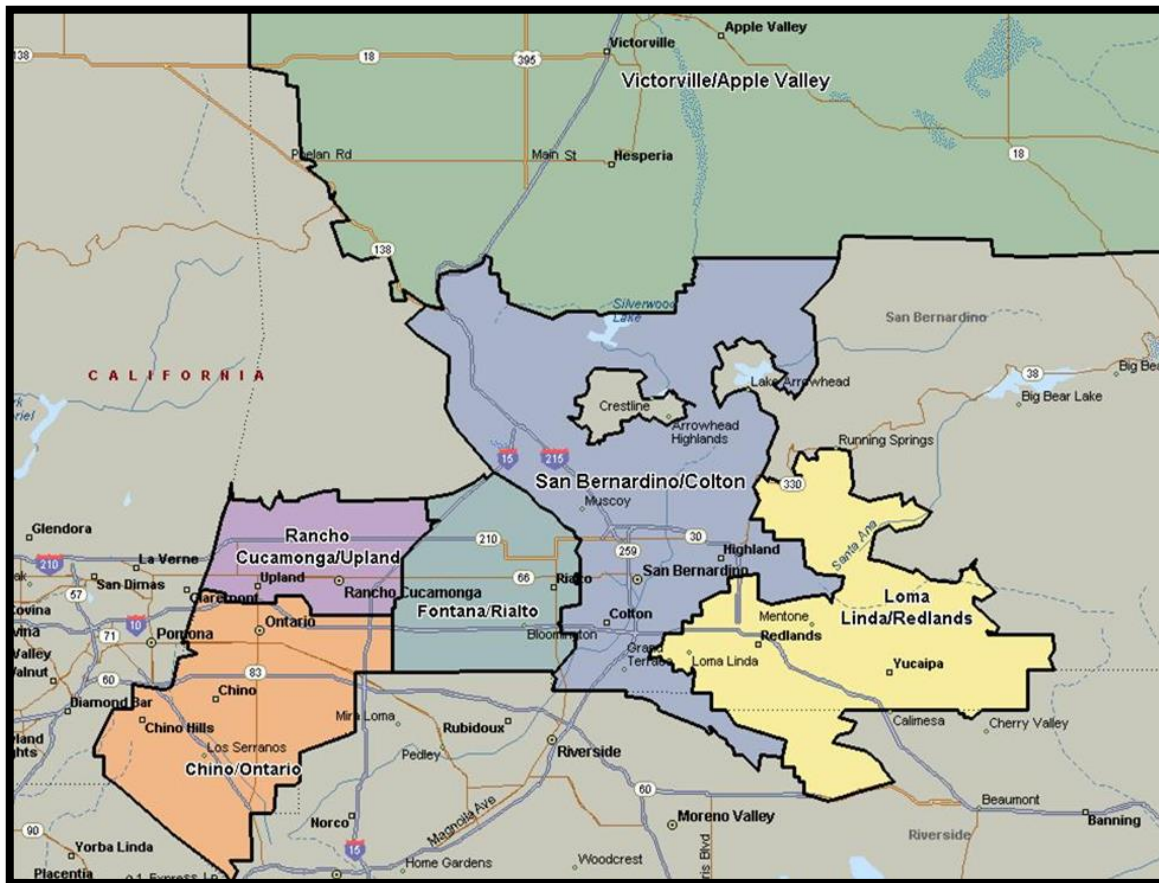 Victorville
Apple Valley
138
18
395
Victorville/Apple Valley
Phelan Rd
Main St
Hesperia
18
138
Silverwood
Lake
San Bernardino
CALIFORNIA
38
Lake Arrowhead
Big Bear Lake
Crestline
Arrowhead
Highlands
Running Springs
15
215
San Bernardino/Colton
330
Muscoy
Glendora
Rancho
Cucamonga/Upland
210
30
Santa Ana
La Verne
259
Highland
210
San Dimas
Upland
66
Rialto
San Bernardino
Loma
Linda/Redlands
57
Claremont
Rancho Cucamonga
Fontana/Rialto
Mentone
Colton
10
71
Pomona
Ontario
Bloomington
Redlands
Valley
Grand
Terrace
Loma Linda
Yucaipa
60
83
Chino
Diamond Bar
Chino Hills
Mira Loma
Rubidoux
Calimesa
Cherry Valley
Los Serranos
Pedley
Riverside
Chino/Ontario
60
Beaumont
Norco
Magnolia Ave
Moreno Valley
Banning
90
Riverside
Yorba Linda
15
Placentia
Home Gardens
Woodcrest